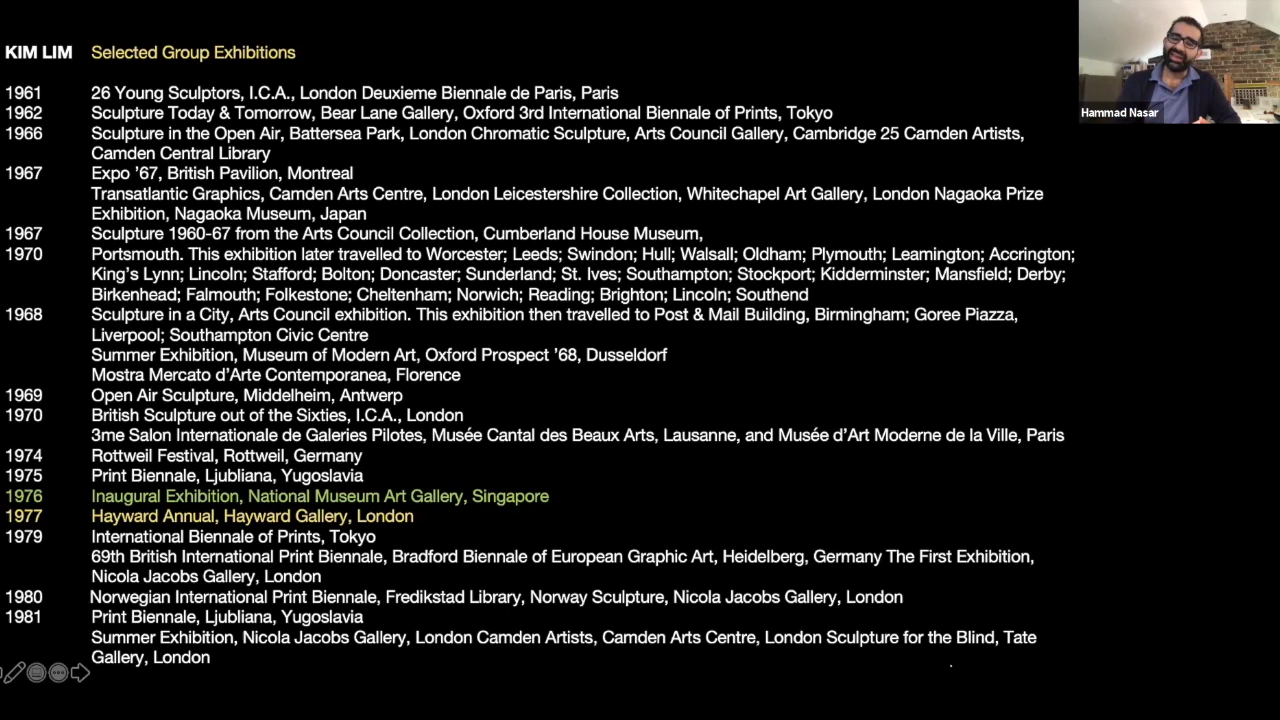 KIM LIM Selected Group Exhibitions
1961 26 Young Sculptors, I.C.A., London Deuxieme Biennale de Paris, Paris
1962 Sculpture Today & Tomorrow, Bear Lane Gallery, Oxford 3rd International Biennale of Prints, Tokyo
1966 Sculpture in the Open Air, Battersea Park, London Chromatic Sculpture, Arts Council Gallery, Cambridge 25 Camden Artists,
Camden Central Library
1967 Expo ’67, British Pavilion, Montreal
Transatlantic Graphics, Camden Arts Centre, London Leicestershire Collection, Whitechapel Art Gallery, London Nagaoka Prize
Exhibition, Nagaoka Museum, Japan
1967 Sculpture 1960-67 from the Arts Council Collection, Cumberland House Museum,
1970 Portsmouth. This exhibition later travelled to Worcester; Leeds; Swindon; Hull; Walsall; Oldham; Plymouth; Leamington; Accrington;
King’s Lynn; Lincoln; Stafford; Bolton; Doncaster; Sunderland; St. Ives; Southampton; Stockport; Kidderminster; Mansfield; Derby;
Birkenhead; Falmouth; Folkestone; Cheltenham; Norwich; Reading; Brighton; Lincoln; Southend
1968 Sculpture in a City, Arts Council exhibition. This exhibition then travelled to Post & Mail Building, Birmingham; Goree Piazza,
Liverpool; Southampton Civic Centre
Summer Exhibition, Museum of Modern Art, Oxford Prospect ’68, Dusseldorf
Mostra Mercato d’Arte Contemporanea, Florence
1969 Open Air Sculpture, Middelheim, Antwerp
1970 British Sculpture out of the Sixties, I.C.A., London
3me Salon Internationale de Galeries Pilotes, Musée Cantal des Beaux Arts, Lausanne, and Musée d’Art Moderne de la Ville, Paris
1974 Rottweil Festival, Rottweil, Germany
1975 Print Biennale, Ljubliana, Yugoslavia
1976 Inaugural Exhibition, National Museum Art Gallery, Singapore
1977 Hayward Annual, Hayward Gallery, London
1979 International Biennale of Prints, Tokyo
69th British International Print Biennale, Bradford Biennale of European Graphic Art, Heidelberg, Germany The First Exhibition,
Nicola Jacobs Gallery, London
1980 Norwegian International Print Biennale, Fredikstad Library, Norway Sculpture, Nicola Jacobs Gallery, London
1981 Print Biennale, Ljubliana, Yugoslavia
Summer Exhibition, Nicola Jacobs Gallery, London Camden Artists, Camden Arts Centre, London Sculpture for the Blind, Tate
Gallery, London
Hammad Nasar